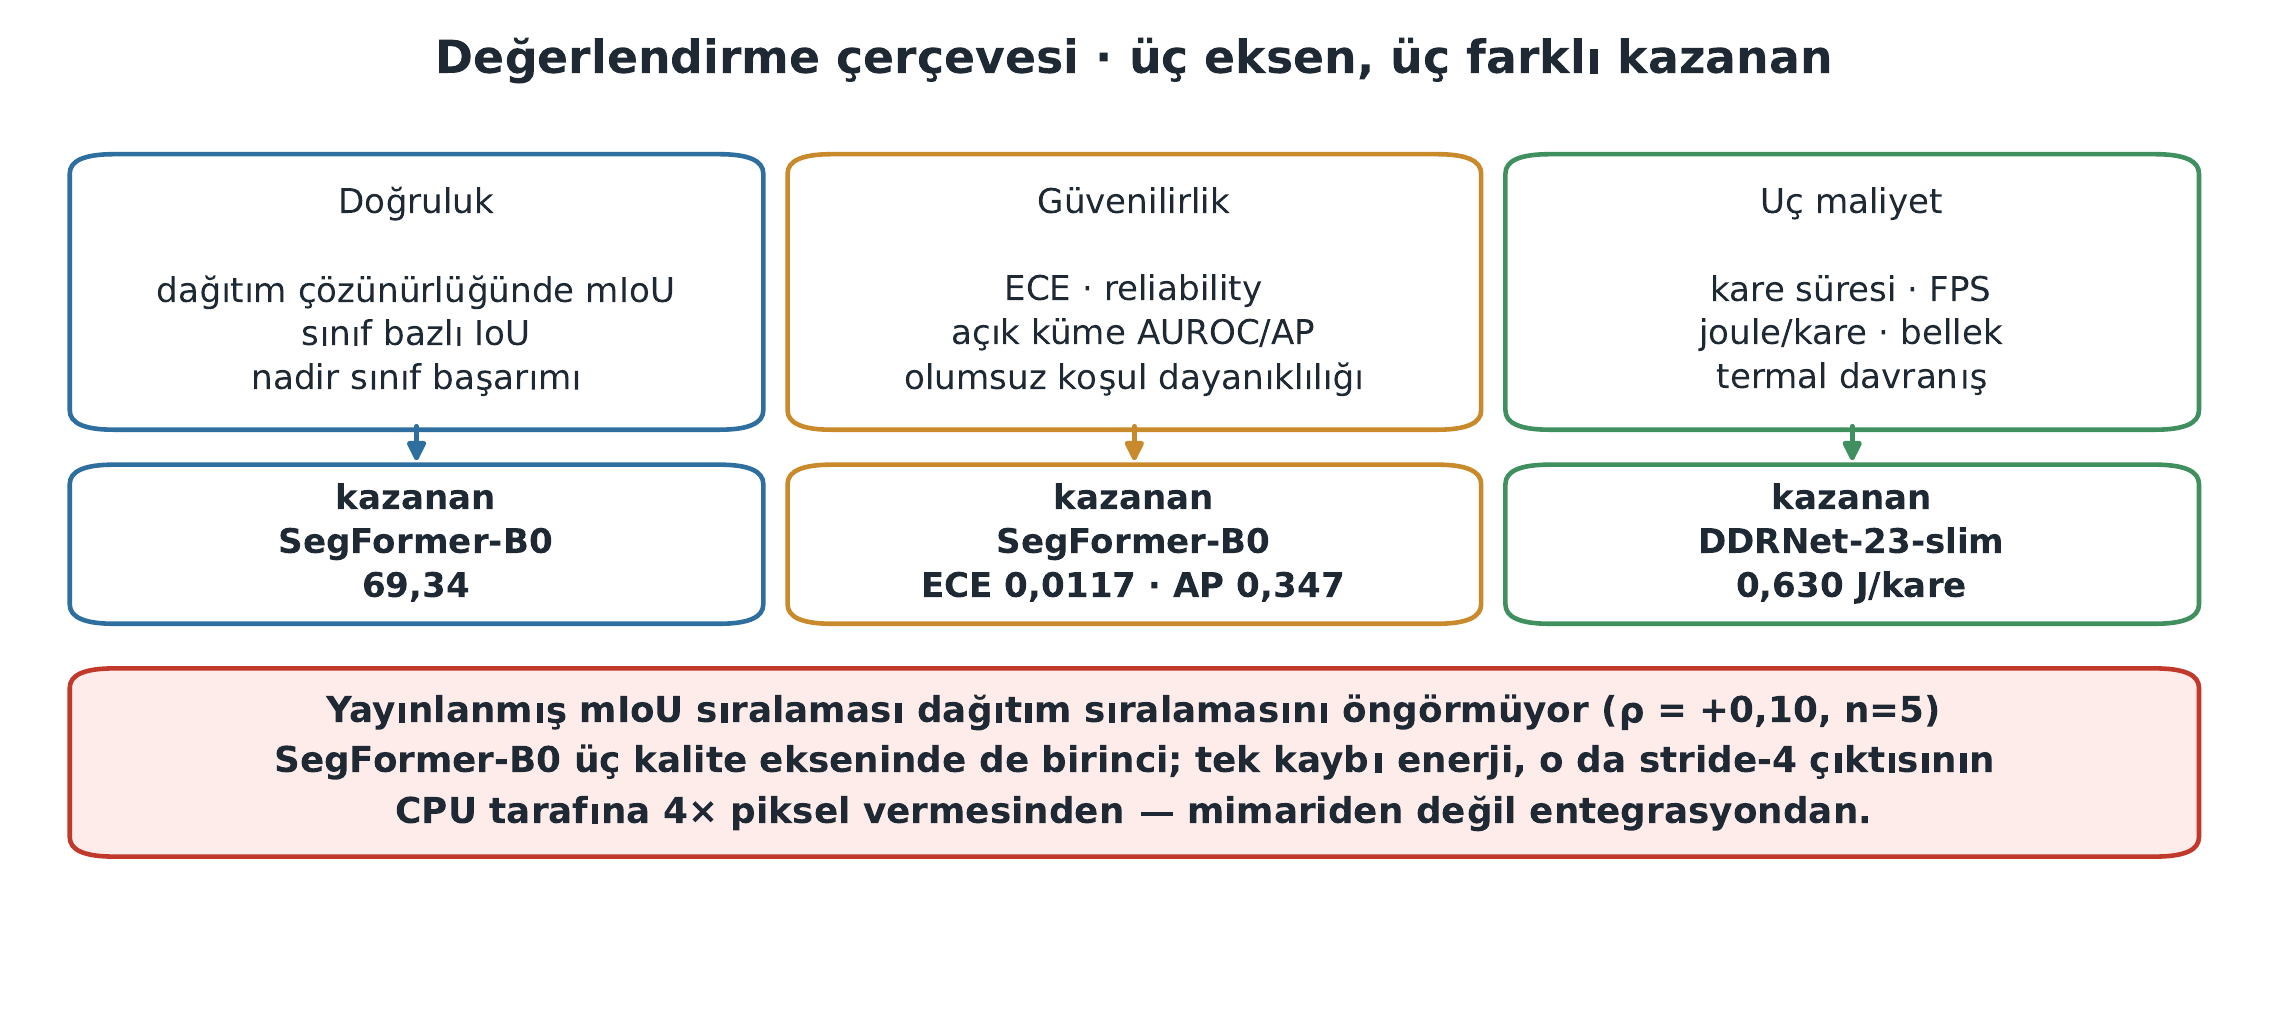 Değerlendirme çerçevesi · üç eksen, üç farklı kazanan
Doğruluk
dağıtım çözünürlüğünde mIoU
sınıf bazlı IoU
nadir sınıf başarımı
Güvenilirlik
ECE · reliability
açık küme AUROC/AP
olumsuz koşul dayanıklılığı
Uç maliyet
kare süresi · FPS
joule/kare · bellek
termal davranış
kazanan
SegFormer-B0
69,34
kazanan
SegFormer-B0
ECE 0,0117 · AP 0,347
kazanan
DDRNet-23-slim
0,630 J/kare
Yayınlanmış mIoU sıralaması dağıtım sıralamasını öngörmüyor (ρ = +0,10, n=5)
SegFormer-B0 üç kalite ekseninde de birinci; tek kaybı enerji, o da stride-4 çıktısının
CPU tarafına 4× piksel vermesinden — mimariden değil entegrasyondan.